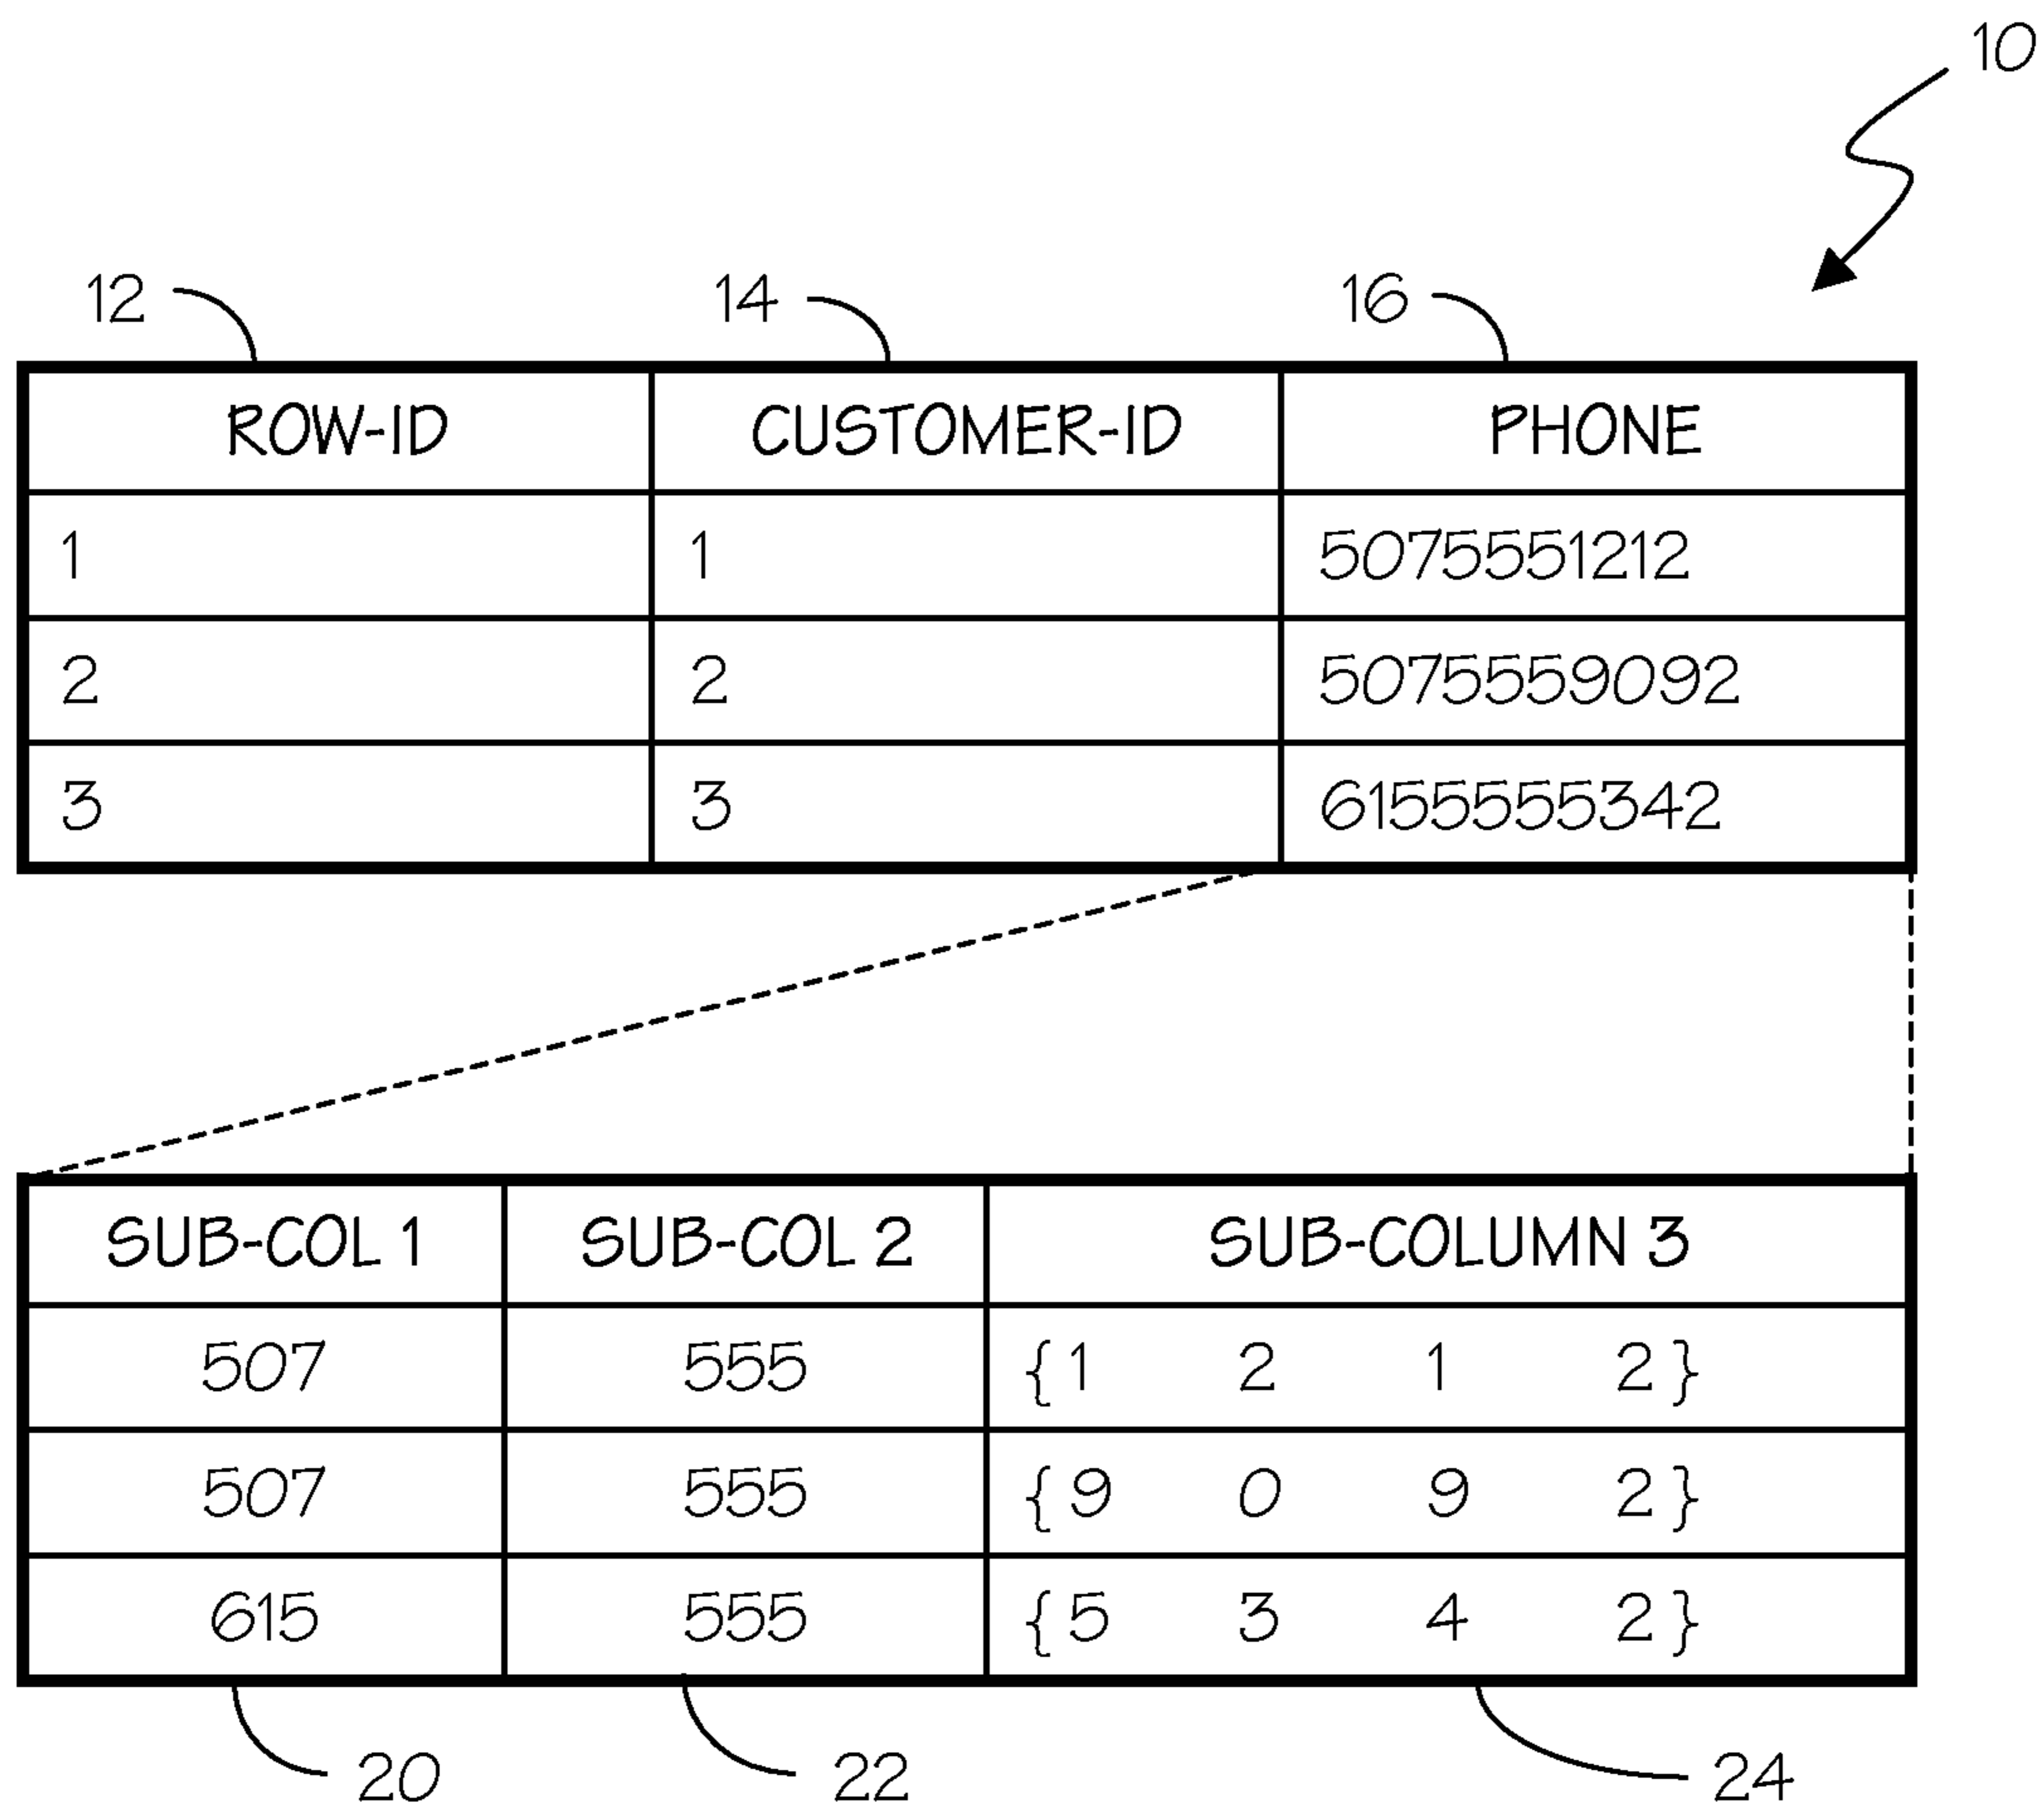 10
12 14 16
ROW-ID CUSTOMER-ID PHONE
1 1 5075551212
2 2 5075559092
3 3 6155555342
SUB-COL 1 SUB-COL 2 SUB-COLUMN 3
507 555 {1 2 1 2}
507 555 {9 0 9 2}
615 555 {5 3 4 2}
20 22 24